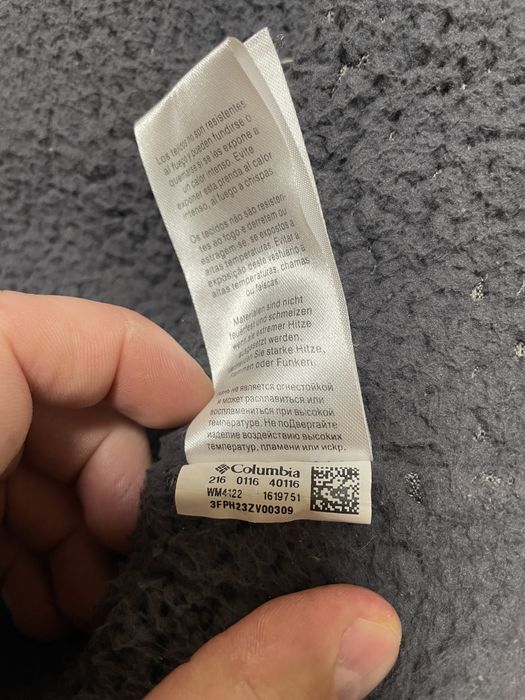 Los tejidos no son resistentes
al fuego y pueden fundirse o
quemarse si se les expone a
un calor intenso. Evite
exponer esta prenda al calor
intenso, al fuego a chispas.
Os tecidos não são resisten-
tes ao fogo e derretem ou
estragem-se, se expostos a
altas temperaturas. Evitar a
exposição deste vestuário a
altas temperaturas, chamas
ou faíscas.
Materialien sind nicht
feuerfest und schmelzen
wenn sie extremer Hitze
ausgesetzt werden.
Sie starke Hitze,
Flammen oder Funken.
не является огнестойкой
и может расплавиться или
воспламениться при высокой
температуре. Не поДвергайте
изделие воздействию высоких
температур, пламени или искр.
Columbia
216 0116 40116
WM4122 1619751
3FPH23ZV00309